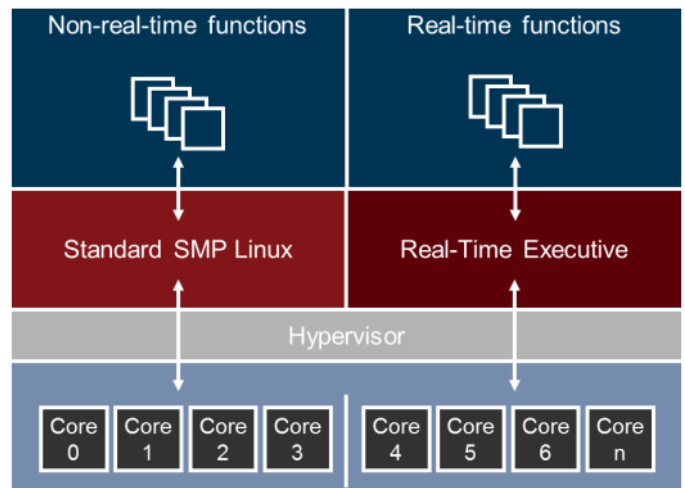 Non-real-time functions
Real-time functions
Standard SMP Linux
Real-Time Executive
Hypervisor
Core
0
Core
1
Core
2
Core
3
Core
4
Core
5
Core
6
Core
n